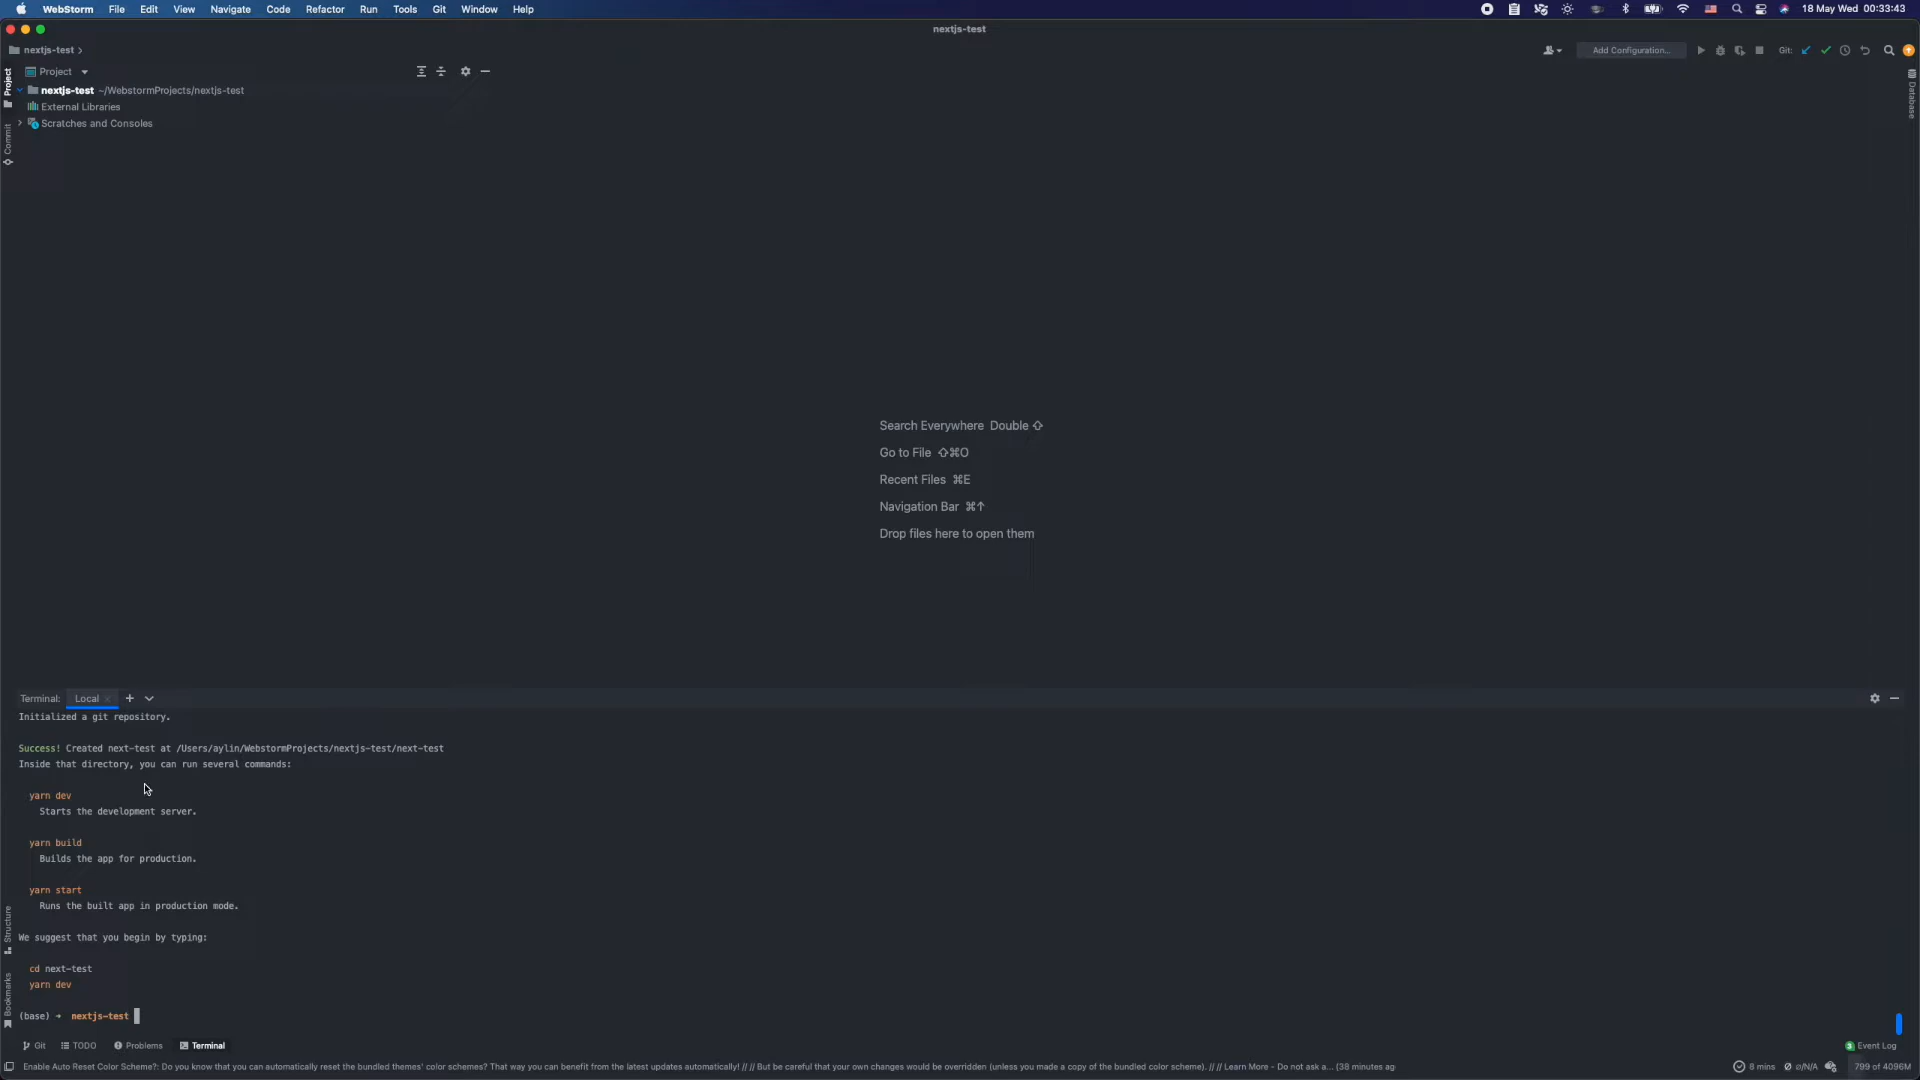 WebStorm File Edit View Navigate Code Refactor Run Tools Git Window Help 18 May Wed 00:33:43
nextjs-test
nextjs-test Add Configuration... Git:
Project
nextjs-test ~/WebstormProjects/nextjs-test
External Libraries
Scratches and Consoles
Project
Commit
Database
Search Everywhere Double ⇧
Go to File ⇧⌘O
Recent Files ⌘E
Navigation Bar ⌘↑
Drop files here to open them
Terminal: Local
Initialized a git repository.
Success! Created next-test at /Users/aylin/WebstormProjects/nextjs-test/next-test
Inside that directory, you can run several commands:
yarn dev
Starts the development server.
yarn build
Builds the app for production.
yarn start
Runs the built app in production mode.
We suggest that you begin by typing:
cd next-test
yarn dev
(base) ➜ nextjs-test
Structure
Bookmarks
Git TODO Problems Terminal 3 Event Log
Enable Auto Reset Color Scheme?: Do you know that you can automatically reset the bundled themes' color schemes? That way you can benefit from the latest updates automatically! // // But be careful that your own changes would be overridden (unless you made a copy of the bundled color scheme). // // Learn More - Do not ask a... (38 minutes ag 8 mins ∅/N/A 799 of 4096M